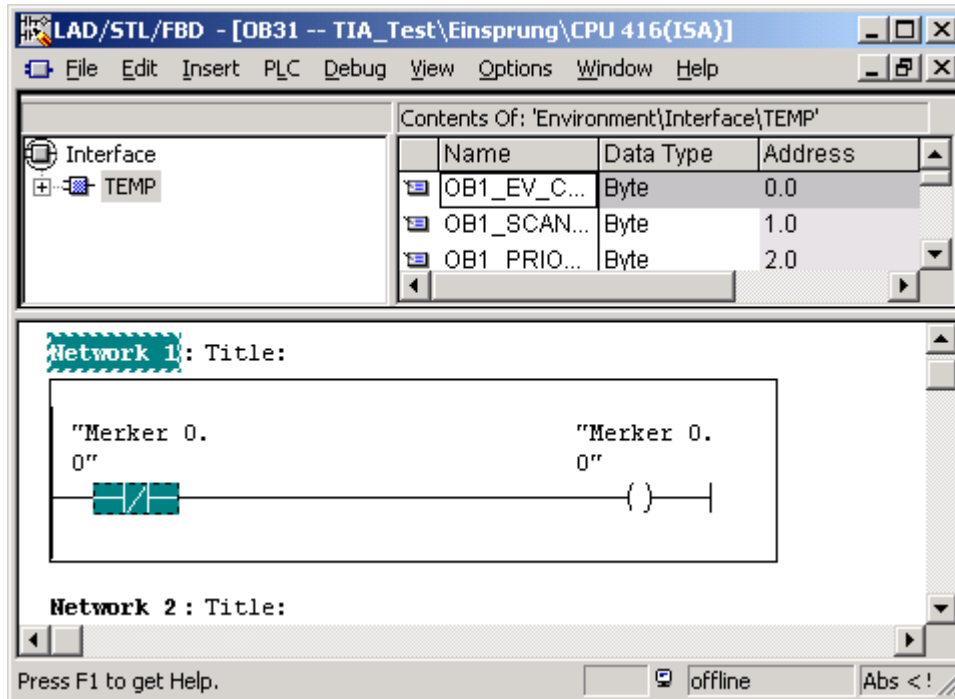 LAD/STL/FBD - [OB31 -- TIA_Test\Einsprung\CPU 416(ISA)]
File Edit Insert PLC Debug View Options Window Help
Contents Of: 'Environment\Interface\TEMP'
Interface
TEMP
Name Data Type Address
OB1_EV_C... Byte 0.0
OB1_SCAN... Byte 1.0
OB1_PRIO... Byte 2.0
Network 1: Title:
"Merker 0. "Merker 0.
0" 0"
Network 2: Title:
Press F1 to get Help. offline Abs <!